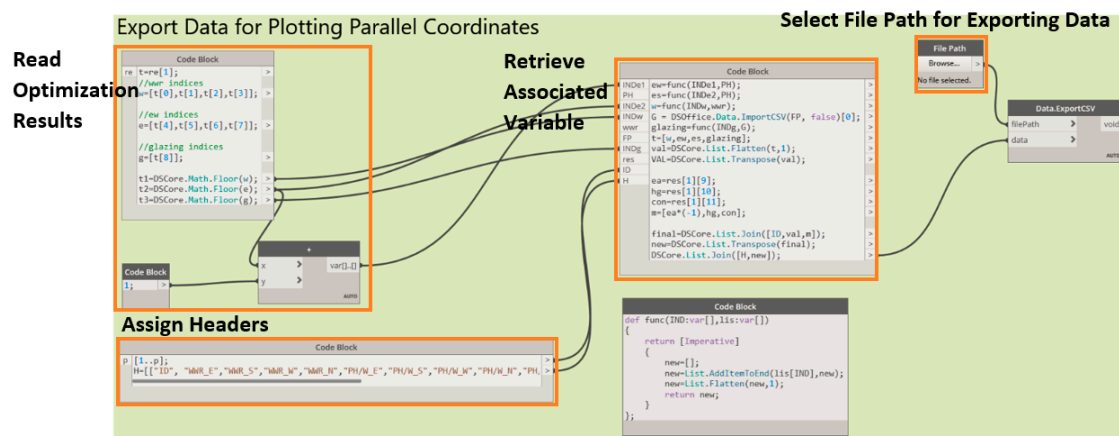 Export Data for Plotting Parallel Coordinates
Select File Path for Exporting Data
Read
Optimization
Results
Code Block
re t=re[1]; >
//wwr indices
w=[t[0],t[1],t[2],t[3]]; >
//ew indices
e=[t[4],t[5],t[6],t[7]]; >
//glazing indices
g=[t[8]]; >
t1=DSCore.Math.Floor(w); >
t2=DSCore.Math.Floor(e); >
t3=DSCore.Math.Floor(g); >
Code Block
1; >
+
x > var[]..[]
y >
AUTO
Assign Headers
Code Block
p [1..p]; >
H=[["ID", "WWR_E","WWR_S","WWR_W","WWR_N","PH/W_E","PH/W_S","PH/W_W","PH/W_N","PH, >
Retrieve
Associated
Variable
Code Block
INDe1 ew=func(INDe1,PH); >
PH es=func(INDe2,PH); >
INDe2 w=func(INDw,wwr); >
INDw G = DSOffice.Data.ImportCSV(FP, false)[0]; >
wwr glazing=func(INDg,G); >
FP t=[w,ew,es,glazing]; >
INDg val=DSCore.List.Flatten(t,1); >
res VAL=DSCore.List.Transpose(val); >
ID
H ea=res[1][9]; >
hg=res[1][10]; >
con=res[1][11]; >
m=[ea*(-1),hg,con]; >
final=DSCore.List.Join([ID,val,m]); >
new=DSCore.List.Transpose(final); >
DSCore.List.Join([H,new]); >
File Path
Browse... >
No file selected.
Data.ExportCSV
filePath > void
data >
AUTO
Code Block
def func(IND:var[],lis:var[])
{
return [Imperative]
{
new=[];
new=List.AddItemToEnd(lis[IND],new);
new=List.Flatten(new,1);
return new;
}
};